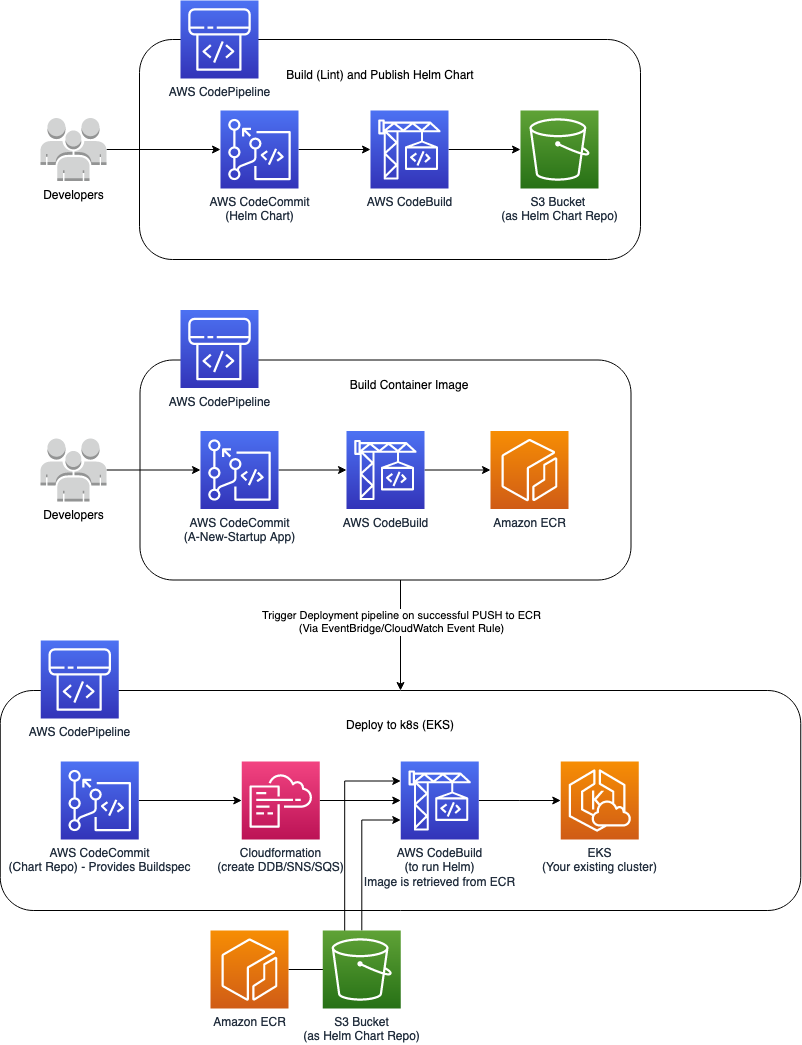 Build (Lint) and Publish Helm Chart
AWS CodePipeline
Developers
AWS CodeCommit
(Helm Chart)
AWS CodeBuild
S3 Bucket
(as Helm Chart Repo)
Build Container Image
AWS CodePipeline
Developers
AWS CodeCommit
(A-New-Startup App)
AWS CodeBuild
Amazon ECR
Trigger Deployment pipeline on successful PUSH to ECR
(Via EventBridge/CloudWatch Event Rule)
AWS CodePipeline
Deploy to k8s (EKS)
AWS CodeCommit
(Chart Repo) - Provides Buildspec
Cloudformation
(create DDB/SNS/SQS)
AWS CodeBuild
(to run Helm)
Image is retrieved from ECR
EKS
(Your existing cluster)
Amazon ECR
S3 Bucket
(as Helm Chart Repo)